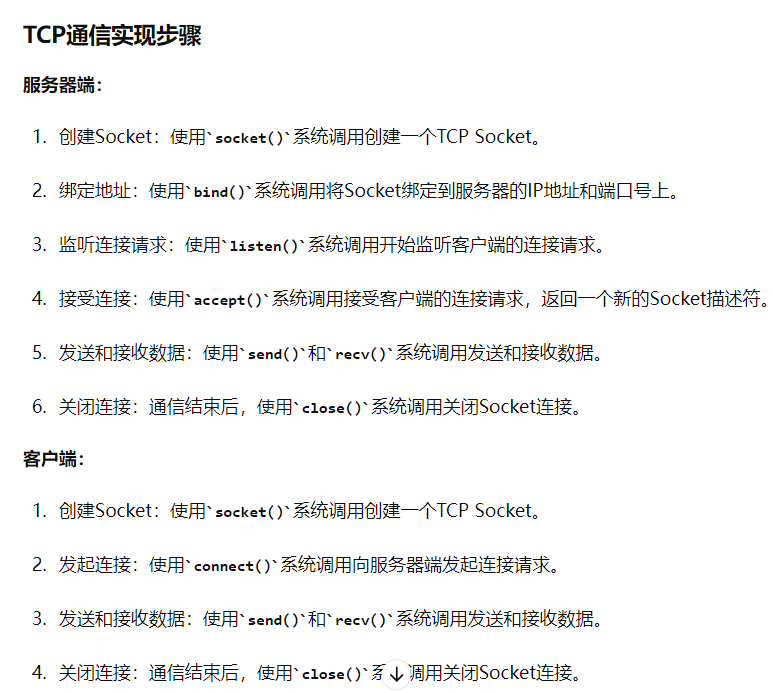 TCP通信实现步骤
服务器端：
1. 创建Socket：使用`socket()`系统调用创建一个TCP Socket。
2. 绑定地址：使用`bind()`系统调用将Socket绑定到服务器的IP地址和端口号上。
3. 监听连接请求：使用`listen()`系统调用开始监听客户端的连接请求。
4. 接受连接：使用`accept()`系统调用接受客户端的连接请求，返回一个新的Socket描述符。
5. 发送和接收数据：使用`send()`和`recv()`系统调用发送和接收数据。
6. 关闭连接：通信结束后，使用`close()`系统调用关闭Socket连接。
客户端：
1. 创建Socket：使用`socket()`系统调用创建一个TCP Socket。
2. 发起连接：使用`connect()`系统调用向服务器端发起连接请求。
3. 发送和接收数据：使用`send()`和`recv()`系统调用发送和接收数据。
4. 关闭连接：通信结束后，使用`close()`系统调用关闭Socket连接。